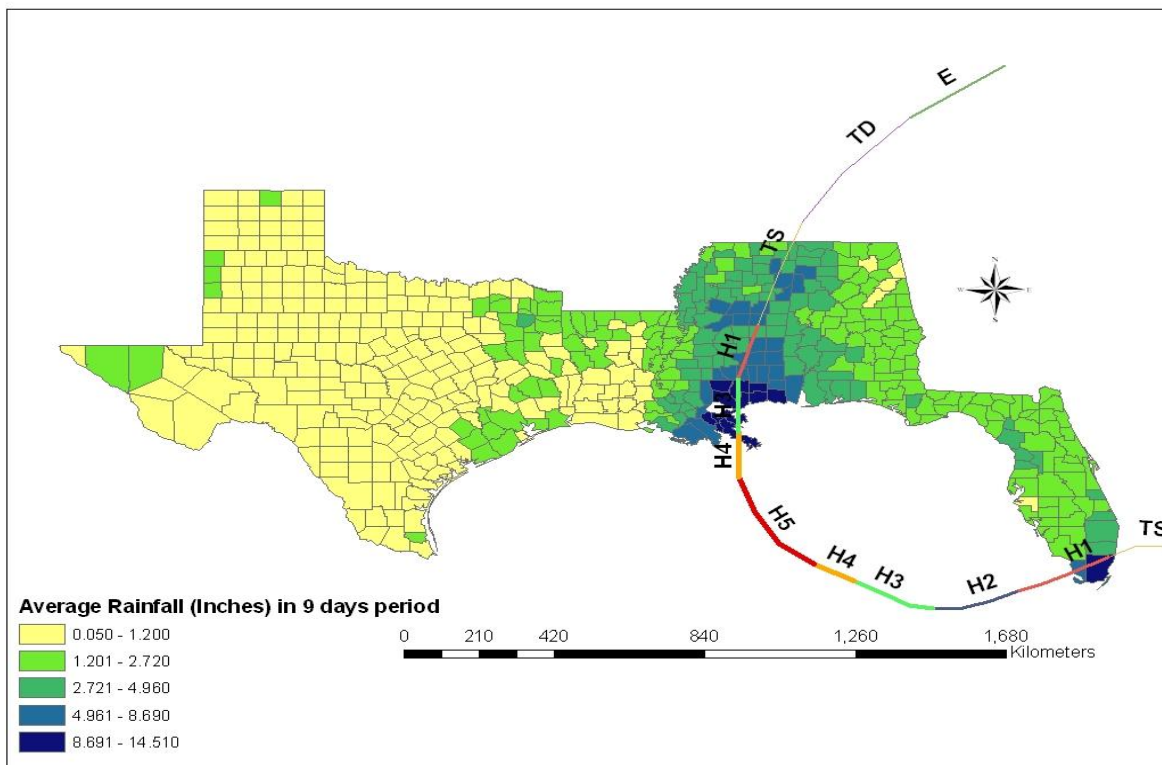 E
TD
TS
N
W E
S
H1
H3
H4
H5
H4
H3
H2
H1
TS
Average Rainfall (Inches) in 9 days period
0.050 - 1.200
1.201 - 2.720
2.721 - 4.960
4.961 - 8.690
8.691 - 14.510
0 210 420 840 1,260 1,680
Kilometers